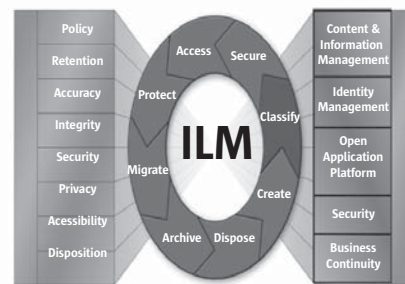 Policy
Retention
Accuracy
Integrity
Security
Privacy
Acessibility
Disposition
Access
Secure
Protect
Classify
ILM
Migrate
Create
Archive
Dispose
Content &
Information
Management
Identity
Management
Open
Application
Platform
Security
Business
Continuity